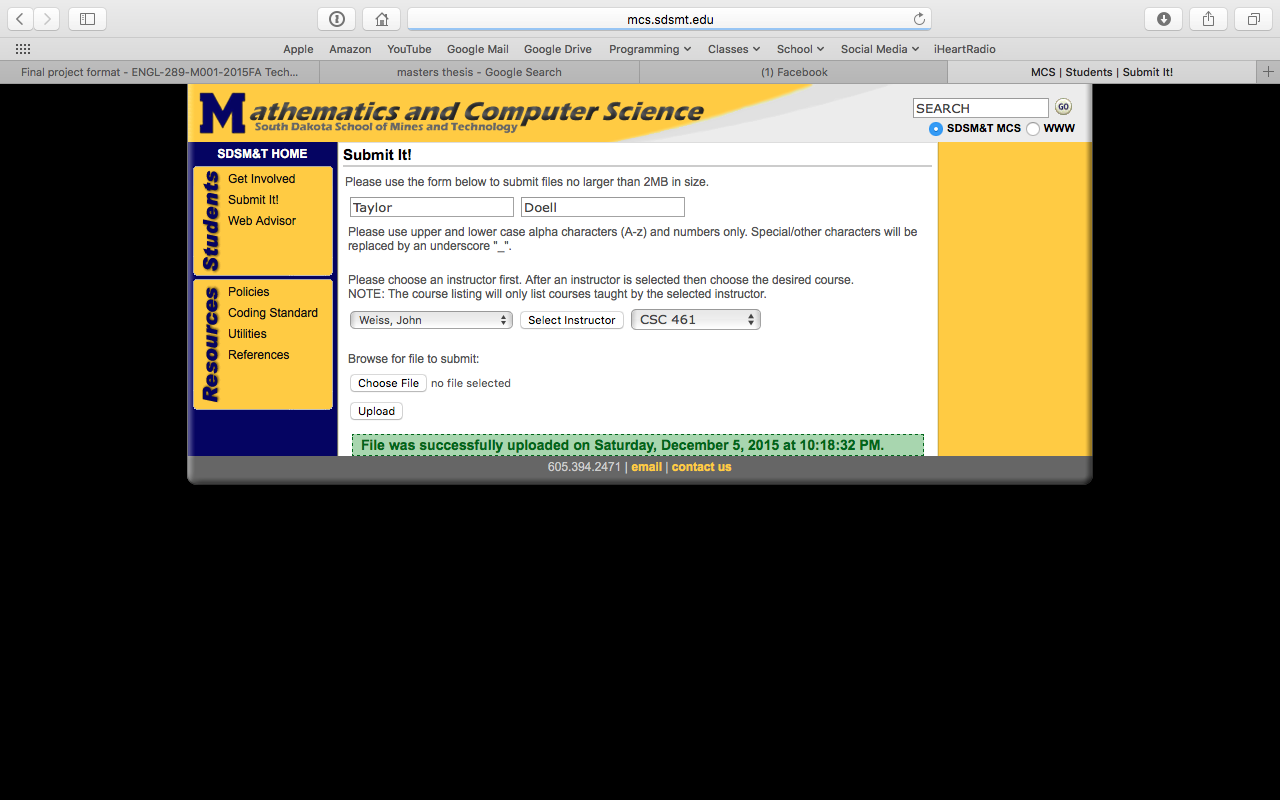 mcs.sdsmt.edu
Apple Amazon YouTube Google Mail Google Drive Programming Classes School Social Media iHeartRadio
Final project format - ENGL-289-M001-2015FA Tech... masters thesis - Google Search (1) Facebook MCS | Students | Submit It! +
Mathematics and Computer Science
South Dakota School of Mines and Technology
SEARCH GO
SDSM&T MCS WWW
SDSM&T HOME
Students
Get Involved
Submit It!
Web Advisor
Resources
Policies
Coding Standard
Utilities
References
Submit It!
Please use the form below to submit files no larger than 2MB in size.
Taylor Doell
Please use upper and lower case alpha characters (A-z) and numbers only. Special/other characters will be
replaced by an underscore "_".
Please choose an instructor first. After an instructor is selected then choose the desired course.
NOTE: The course listing will only list courses taught by the selected instructor.
Weiss, John Select Instructor CSC 461
Browse for file to submit:
Choose File no file selected
Upload
File was successfully uploaded on Saturday, December 5, 2015 at 10:18:32 PM.
605.394.2471 | email | contact us